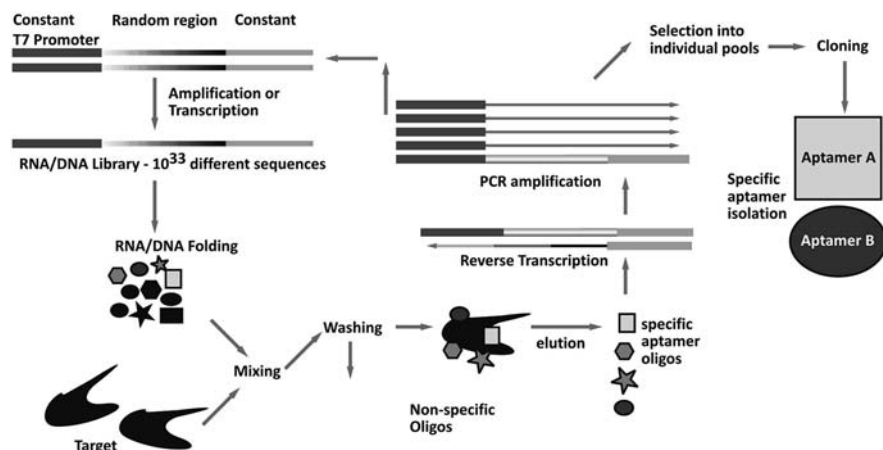 Constant Random region Constant
T7 Promoter
Amplification or
Transcription
RNA/DNA Library - 10³³ different sequences
RNA/DNA Folding
Target
Mixing
Washing
Non-specific
Oligos
elution
specific
aptamer
oligos
Reverse Transcription
PCR amplification
Selection into
individual pools
Cloning
Specific
aptamer
isolation
Aptamer A
Aptamer B